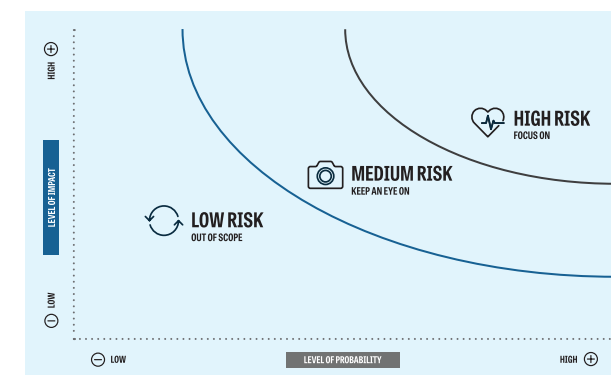 HIGH
LEVEL OF IMPACT
LOW
HIGH RISK
FOCUS ON
MEDIUM RISK
KEEP AN EYE ON
LOW RISK
OUT OF SCOPE
LOW
LEVEL OF PROBABILITY
HIGH